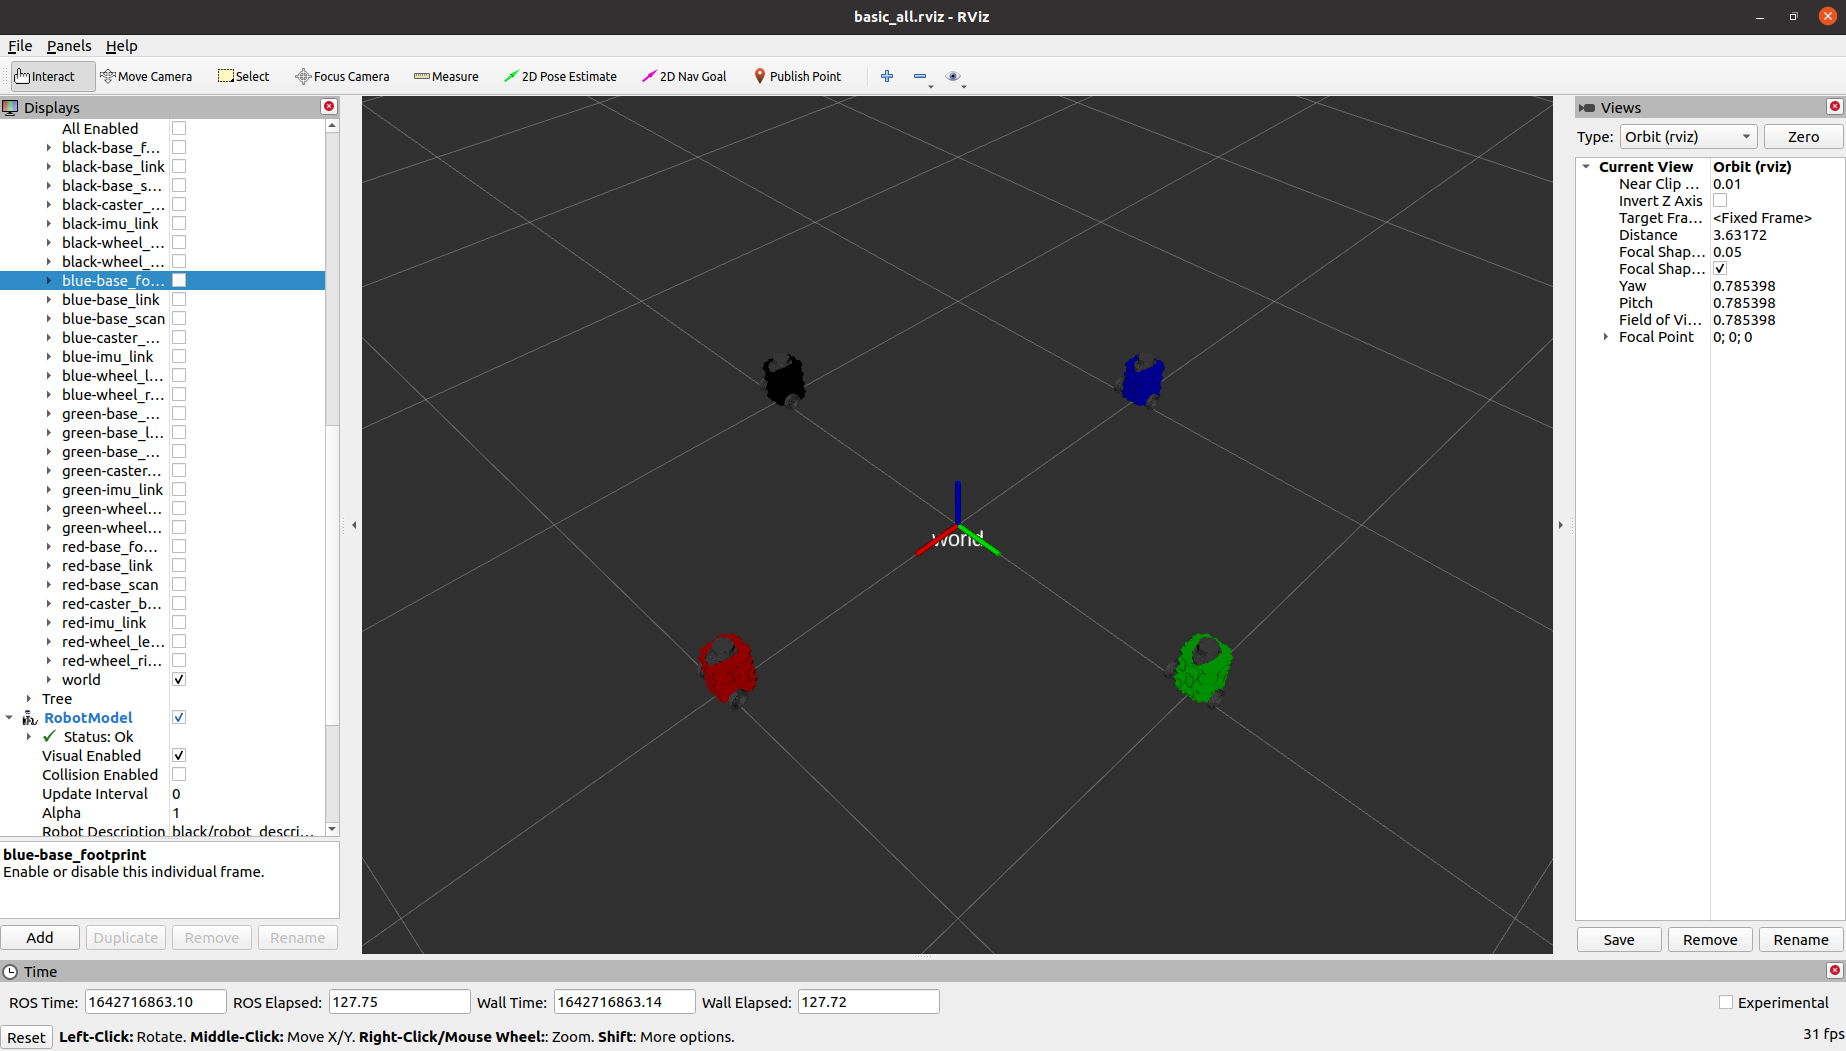 basic_all.rviz - RViz
File Panels Help
Interact Move Camera Select Focus Camera Measure 2D Pose Estimate 2D Nav Goal Publish Point
Displays
All Enabled
black-base_f...
black-base_link
black-base_s...
black-caster_...
black-imu_link
black-wheel_...
black-wheel_...
blue-base_fo...
blue-base_link
blue-base_scan
blue-caster_...
blue-imu_link
blue-wheel_l...
blue-wheel_r...
green-base_...
green-base_l...
green-base_...
green-caster...
green-imu_link
green-wheel...
green-wheel...
red-base_fo...
red-base_link
red-base_scan
red-caster_b...
red-imu_link
red-wheel_le...
red-wheel_ri...
world
Tree
RobotModel
Status: Ok
Visual Enabled
Collision Enabled
Update Interval 0
Alpha 1
Robot Description black/robot_descri...
blue-base_footprint
Enable or disable this individual frame.
Add Duplicate Remove Rename
world
Views
Type: Orbit (rviz) Zero
Current View Orbit (rviz)
Near Clip ... 0.01
Invert Z Axis
Target Fra... <Fixed Frame>
Distance 3.63172
Focal Shap... 0.05
Focal Shap...
Yaw 0.785398
Pitch 0.785398
Field of Vi... 0.785398
Focal Point 0; 0; 0
Save Remove Rename
Time
ROS Time: 1642716863.10 ROS Elapsed: 127.75 Wall Time: 1642716863.14 Wall Elapsed: 127.72 Experimental
Reset Left-Click: Rotate. Middle-Click: Move X/Y. Right-Click/Mouse Wheel:: Zoom. Shift: More options. 31 fps